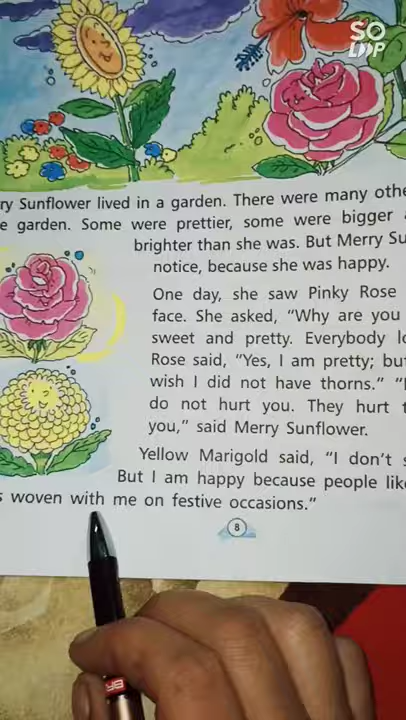 SO
LOOP
ry Sunflower lived in a garden. There were many othe
e garden. Some were prettier, some were bigger
brighter than she was. But Merry Su
notice, because she was happy.
One day, she saw Pinky Rose
face. She asked, "Why are you
sweet and pretty. Everybody lo
Rose said, "Yes, I am pretty; but
wish I did not have thorns." "
do not hurt you. They hurt t
you," said Merry Sunflower.
Yellow Marigold said, "I don't s
But I am happy because people like
s woven with me on festive occasions."
8